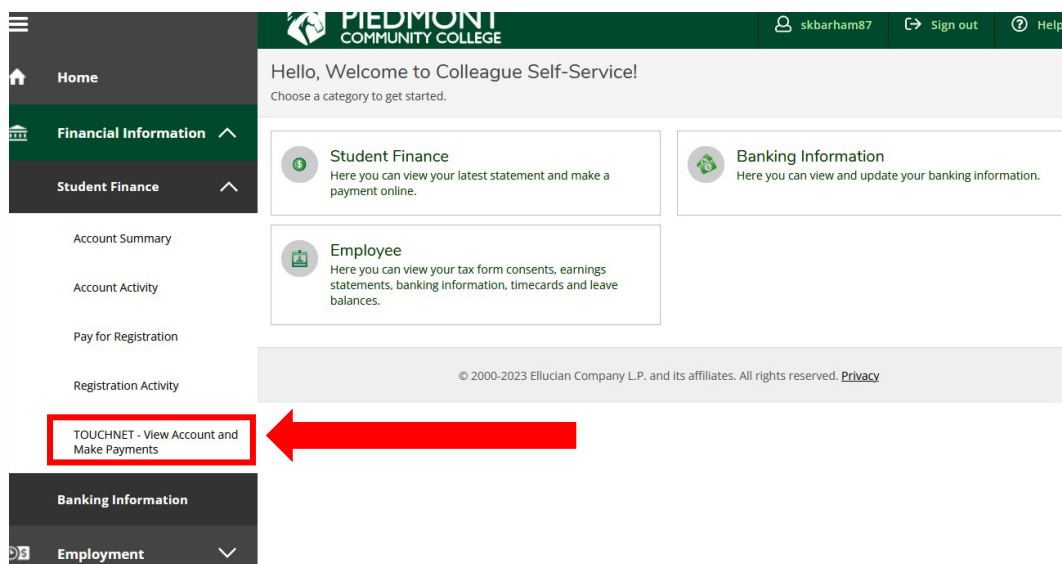 PIEDMONT
COMMUNITY COLLEGE
skbarham87
Sign out
Help
Home
Financial Information
Student Finance
Account Summary
Account Activity
Pay for Registration
Registration Activity
TOUCHNET - View Account and
Make Payments
Banking Information
Employment
Hello, Welcome to Colleague Self-Service!
Choose a category to get started.
Student Finance
Here you can view your latest statement and make a
payment online.
Banking Information
Here you can view and update your banking information.
Employee
Here you can view your tax form consents, earnings
statements, banking information, timecards and leave
balances.
© 2000-2023 Ellucian Company L.P. and its affiliates. All rights reserved. Privacy